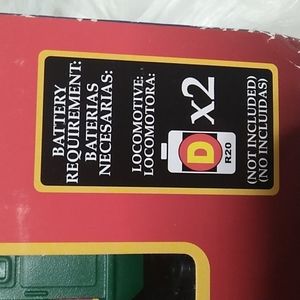 BATTERY
REQUIREMENT:
BATERIAS
NECESARIAS:
LOCOMOTIVE:
LOCOMOTORA:
D x2
R20
(NOT INCLUDED)
(NO INCLUIDAS)